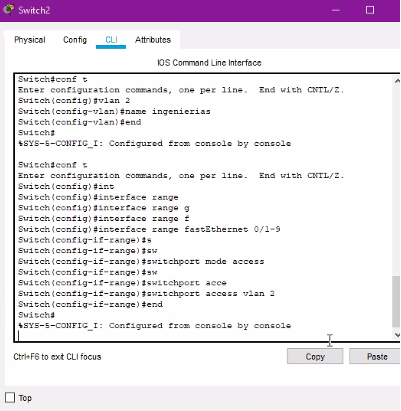 Switch2
Physical Config CLI Attributes
IOS Command Line Interface
Switch#conf t
Enter configuration commands, one per line.  End with CNTL/Z.
Switch(config)#vlan 2
Switch(config-vlan)#name ingenierias
Switch(config-vlan)#end
Switch#
%SYS-5-CONFIG_I: Configured from console by console
Switch#conf t
Enter configuration commands, one per line.  End with CNTL/Z.
Switch(config)#int
Switch(config)#interface range
Switch(config)#interface range g
Switch(config)#interface range f
Switch(config)#interface range fastEthernet 0/1-9
Switch(config-if-range)#s
Switch(config-if-range)#sw
Switch(config-if-range)#switchport mode access
Switch(config-if-range)#sw
Switch(config-if-range)#switchport acce
Switch(config-if-range)#switchport access vlan 2
Switch(config-if-range)#end
Switch#
%SYS-5-CONFIG_I: Configured from console by console
Ctrl+F6 to exit CLI focus
Copy Paste
Top